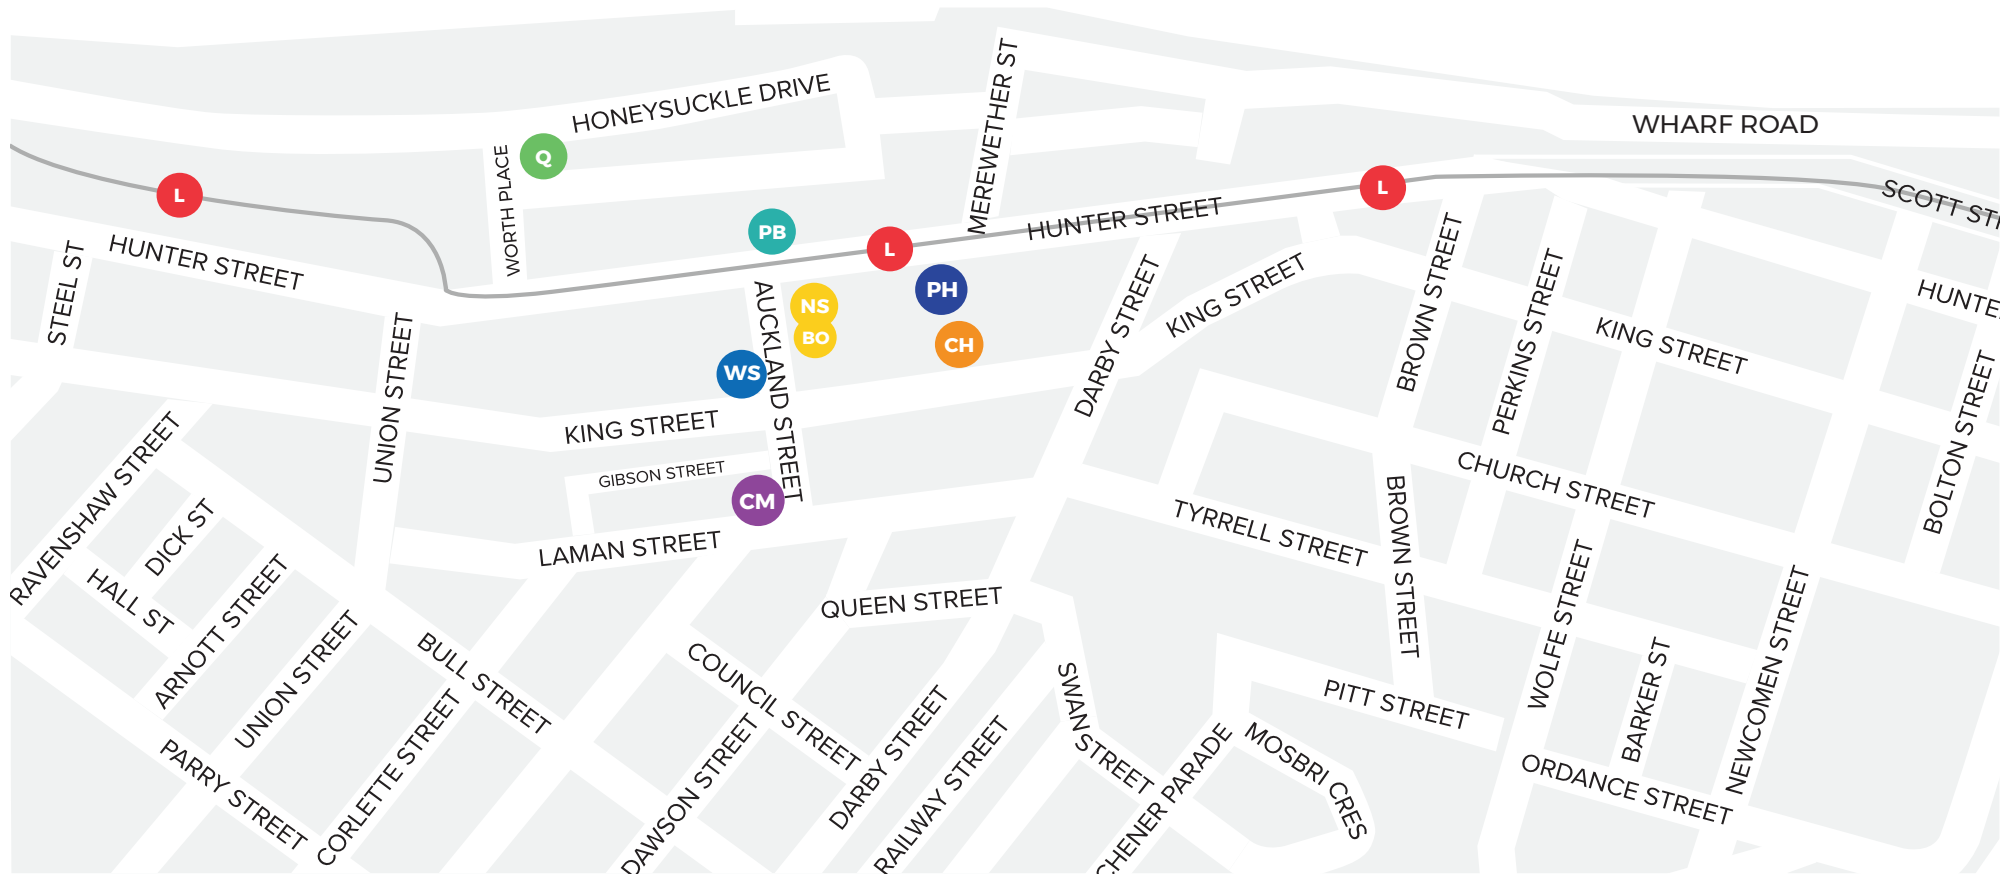 MEREWETHER ST
HONEYSUCKLE DRIVE
WHARF ROAD
Q
WORTH PLACE
L
L
SCOTT ST
PB
HUNTER STREET
L
HUNTER STREET
STEEL ST
PH
NS
BO
CH
WS
AUCKLAND STREET
UNION STREET
KING STREET
DARBY STREET
BROWN STREET
PERKINS STREET
HUNTE
KING STREET
BOLTON STREET
KING STREET
GIBSON STREET
CM
LAMAN STREET
CHURCH STREET
TYRRELL STREET
BROWN STREET
RAVENSHAW STREET
DICK ST
HALL ST
ARNOTT STREET
UNION STREET
BULL STREET
QUEEN STREET
COUNCIL STREET
SWAN STREET
WOLFE STREET
BARKER ST
NEWCOMEN STREET
PITT STREET
PARRY STREET
CORLETTE STREET
DAWSON STREET
DARBY STREET
RAILWAY STREET
CHENER PARADE
MOSBRI CRES
ORDANCE STREET